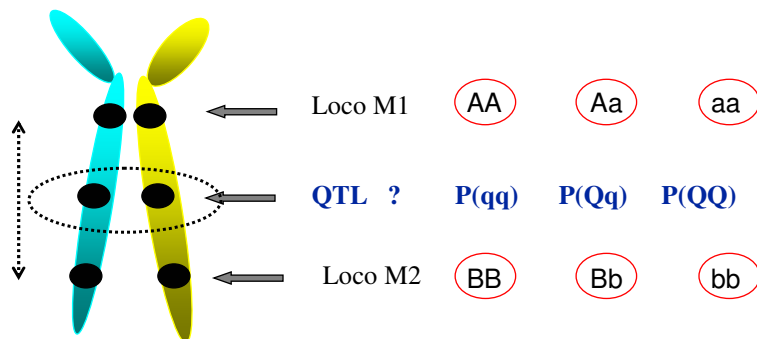 Loco M1 AA Aa aa
QTL ? P(qq) P(Qq) P(QQ)
Loco M2 BB Bb bb